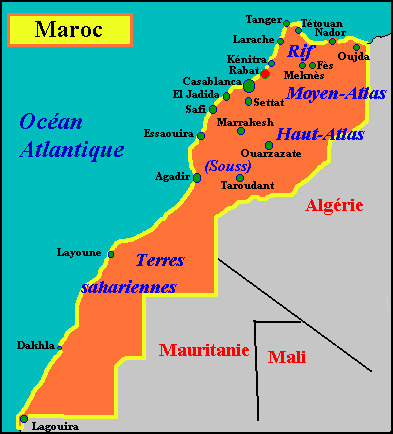 Maroc
Tanger
Tétouan
Larache
Nador
Rif
Oujda
Kénitra
Fès
Rabat
Meknès
Casablanca
Moyen-Atlas
El Jadida
Settat
Safi
Océan
Atlantique
Marrakesh
Essaouira
Haut-Atlas
Ouarzazate
(Souss)
Agadir
Taroudant
Algérie
Layoune
Terres
sahariennes
Dakhla
Mauritanie
Mali
Lagouira